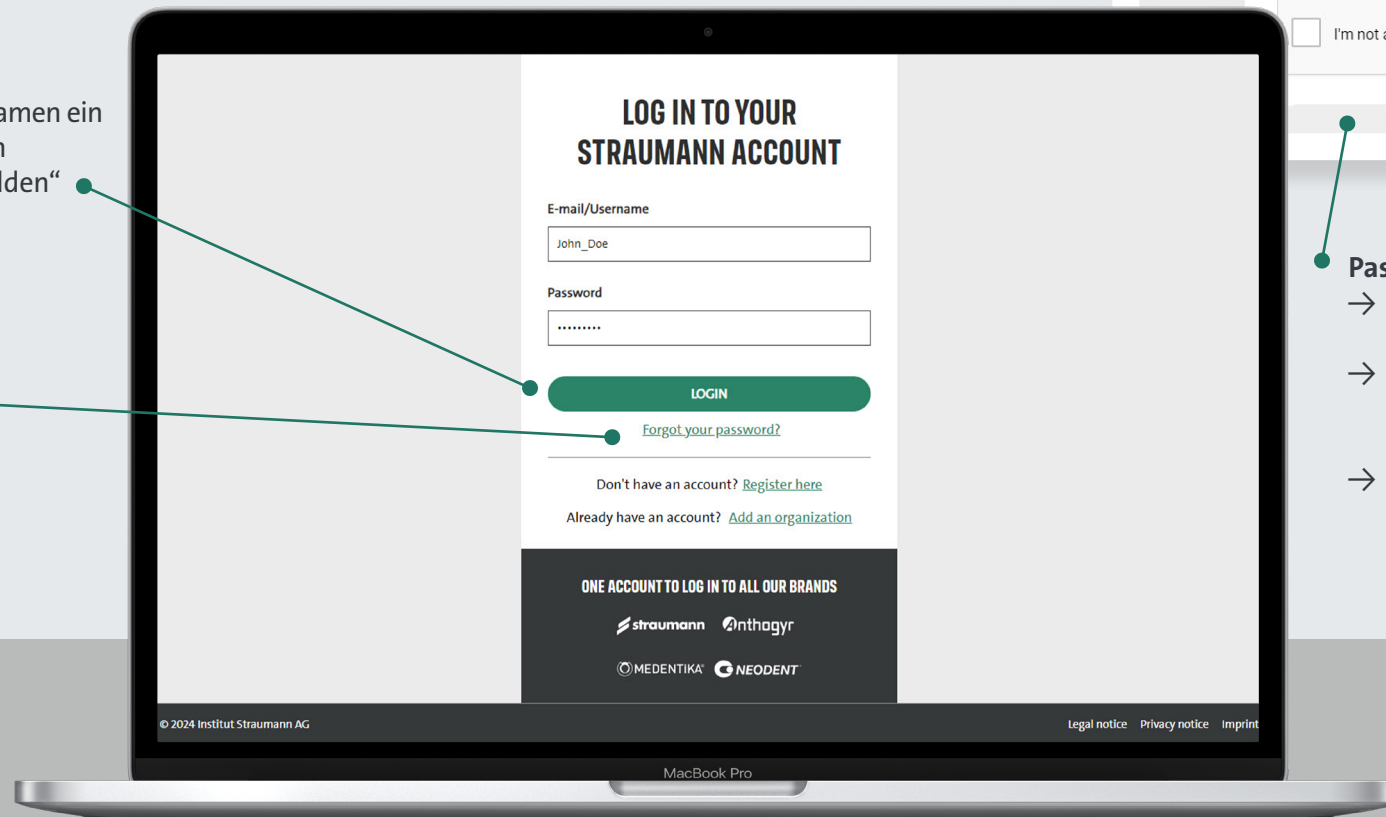 amen ein
n
lden“
LOG IN TO YOUR
STRAUMANN ACCOUNT
E-mail/Username
John_Doe
Password
LOGIN
Forgot your password?
Don't have an account? Register here
Already have an account? Add an organization
ONE ACCOUNT TO LOG IN TO ALL OUR BRANDS
straumann Anthogyr
MEDENTIKA® NEODENT
© 2024 Institut Straumann AG
Legal notice Privacy notice Imprint
MacBook Pro
I'm not a
Pas